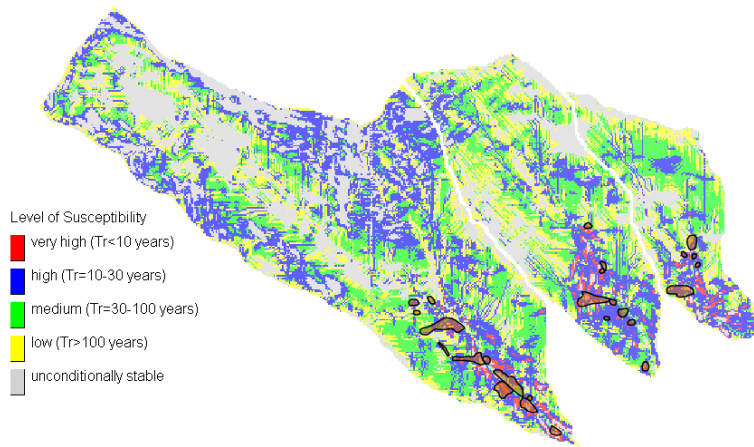 Level of Susceptibility
very high (Tr<10 years)
high (Tr=10-30 years)
medium (Tr=30-100 years)
low (Tr>100 years)
unconditionally stable